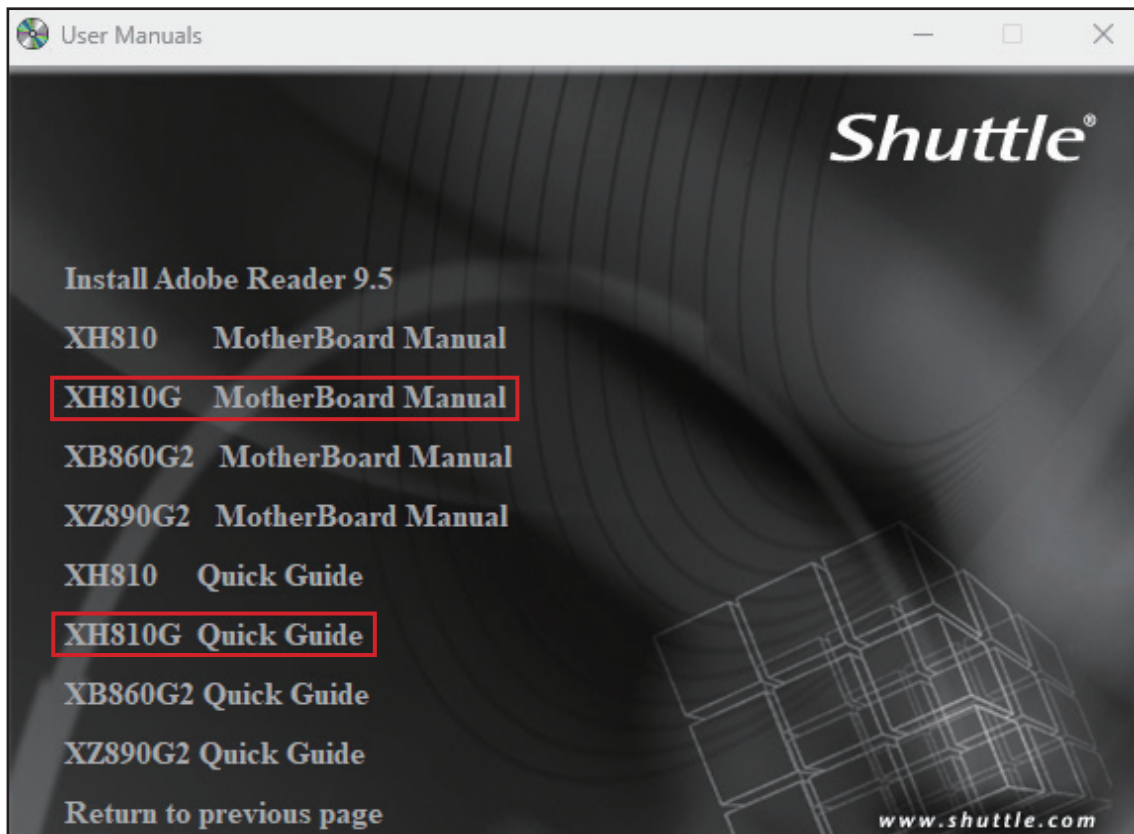 User Manuals
Shuttle®
Install Adobe Reader 9.5
XH810 MotherBoard Manual
XH810G MotherBoard Manual
XB860G2 MotherBoard Manual
XZ890G2 MotherBoard Manual
XH810 Quick Guide
XH810G Quick Guide
XB860G2 Quick Guide
XZ890G2 Quick Guide
Return to previous page
www.shuttle.com